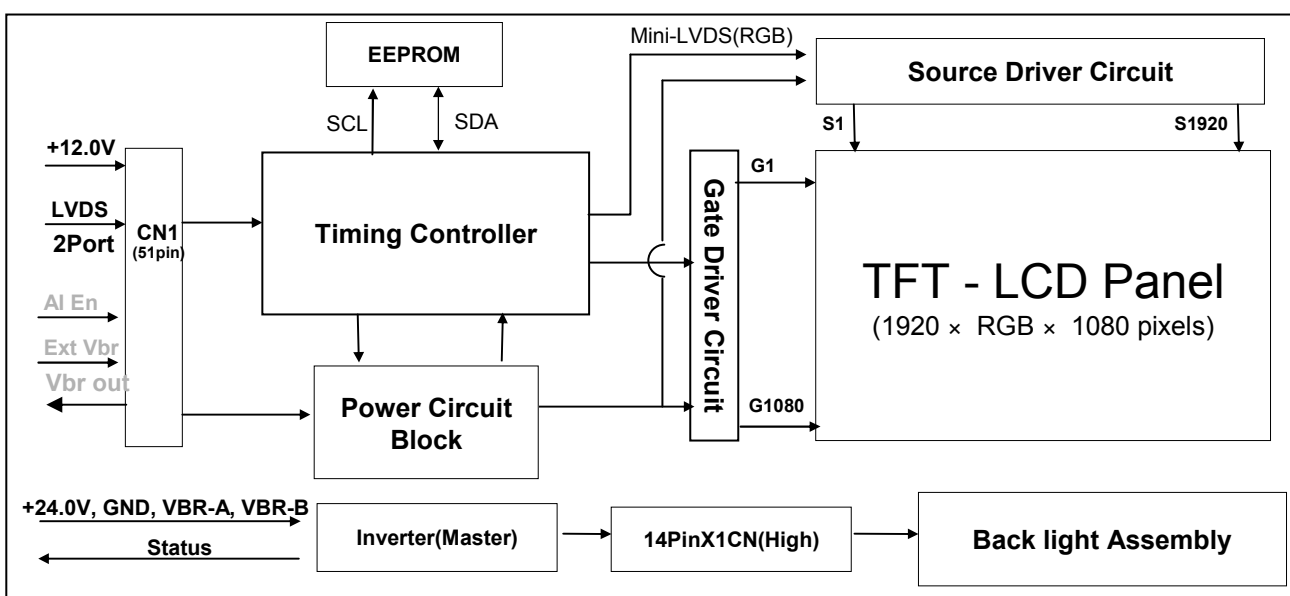 Mini-LVDS(RGB)
EEPROM
Source Driver Circuit
SCL
SDA
S1
S1920
+12.0V
LVDS
2Port
CN1
(51pin)
Timing Controller
Gate Driver Circuit
G1
TFT - LCD Panel
(1920 × RGB × 1080 pixels)
AI En
Ext Vbr
Vbr out
Power Circuit
Block
G1080
+24.0V, GND, VBR-A, VBR-B
Status
Inverter(Master)
14PinX1CN(High)
Back light Assembly